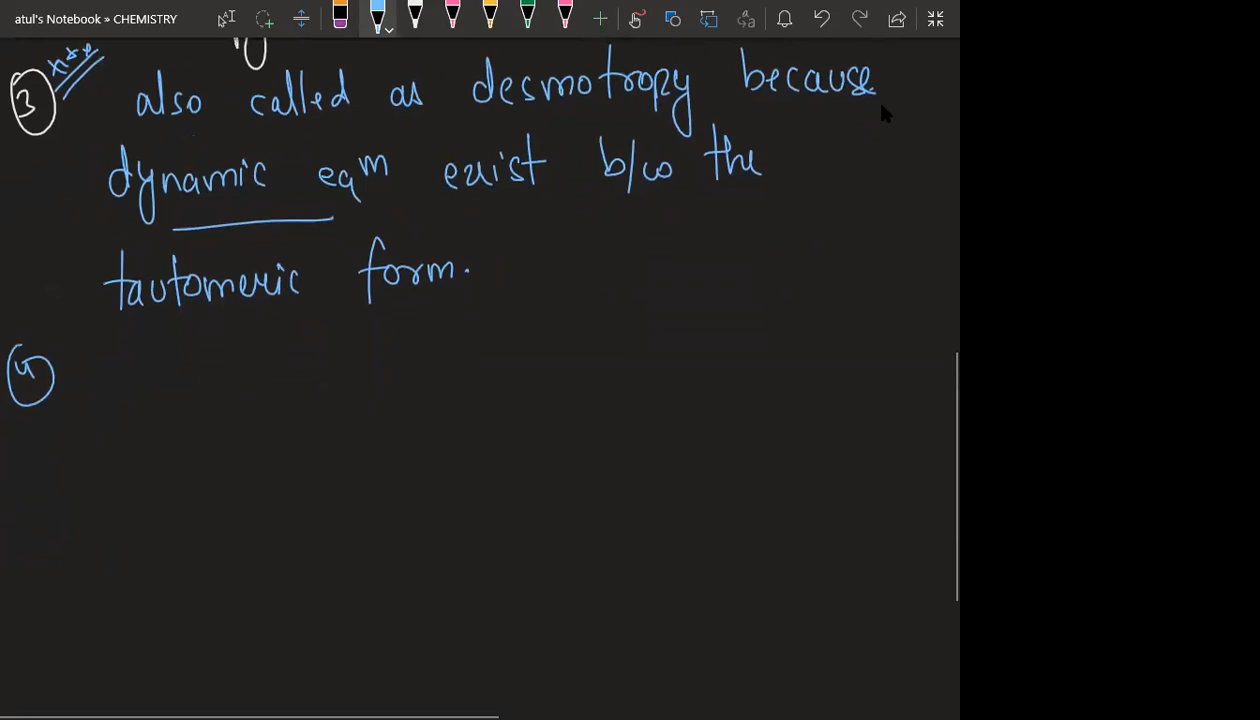 atul's Notebook » CHEMISTRY
3 also called as desmotropy because
dynamic eqm exist b/w the
tautomeric form.
4